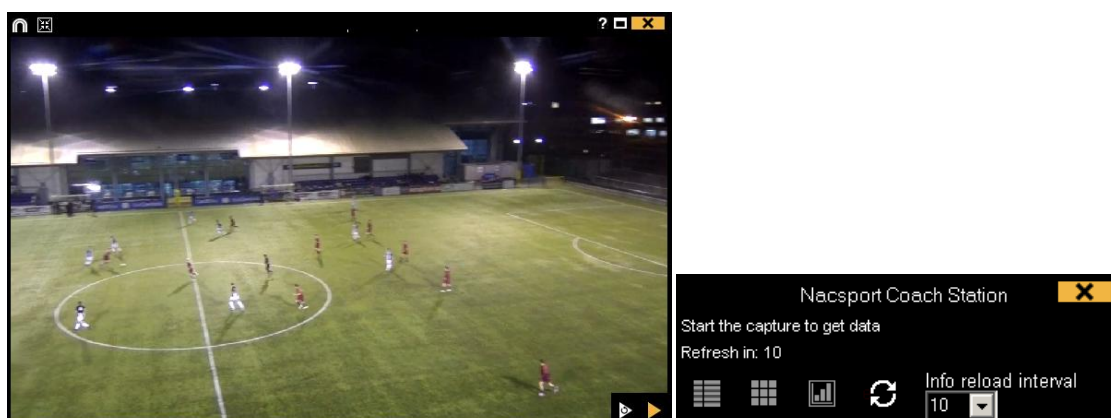 ?
Nacsport Coach Station
Start the capture to get data
Refresh in: 10
Info reload interval
10